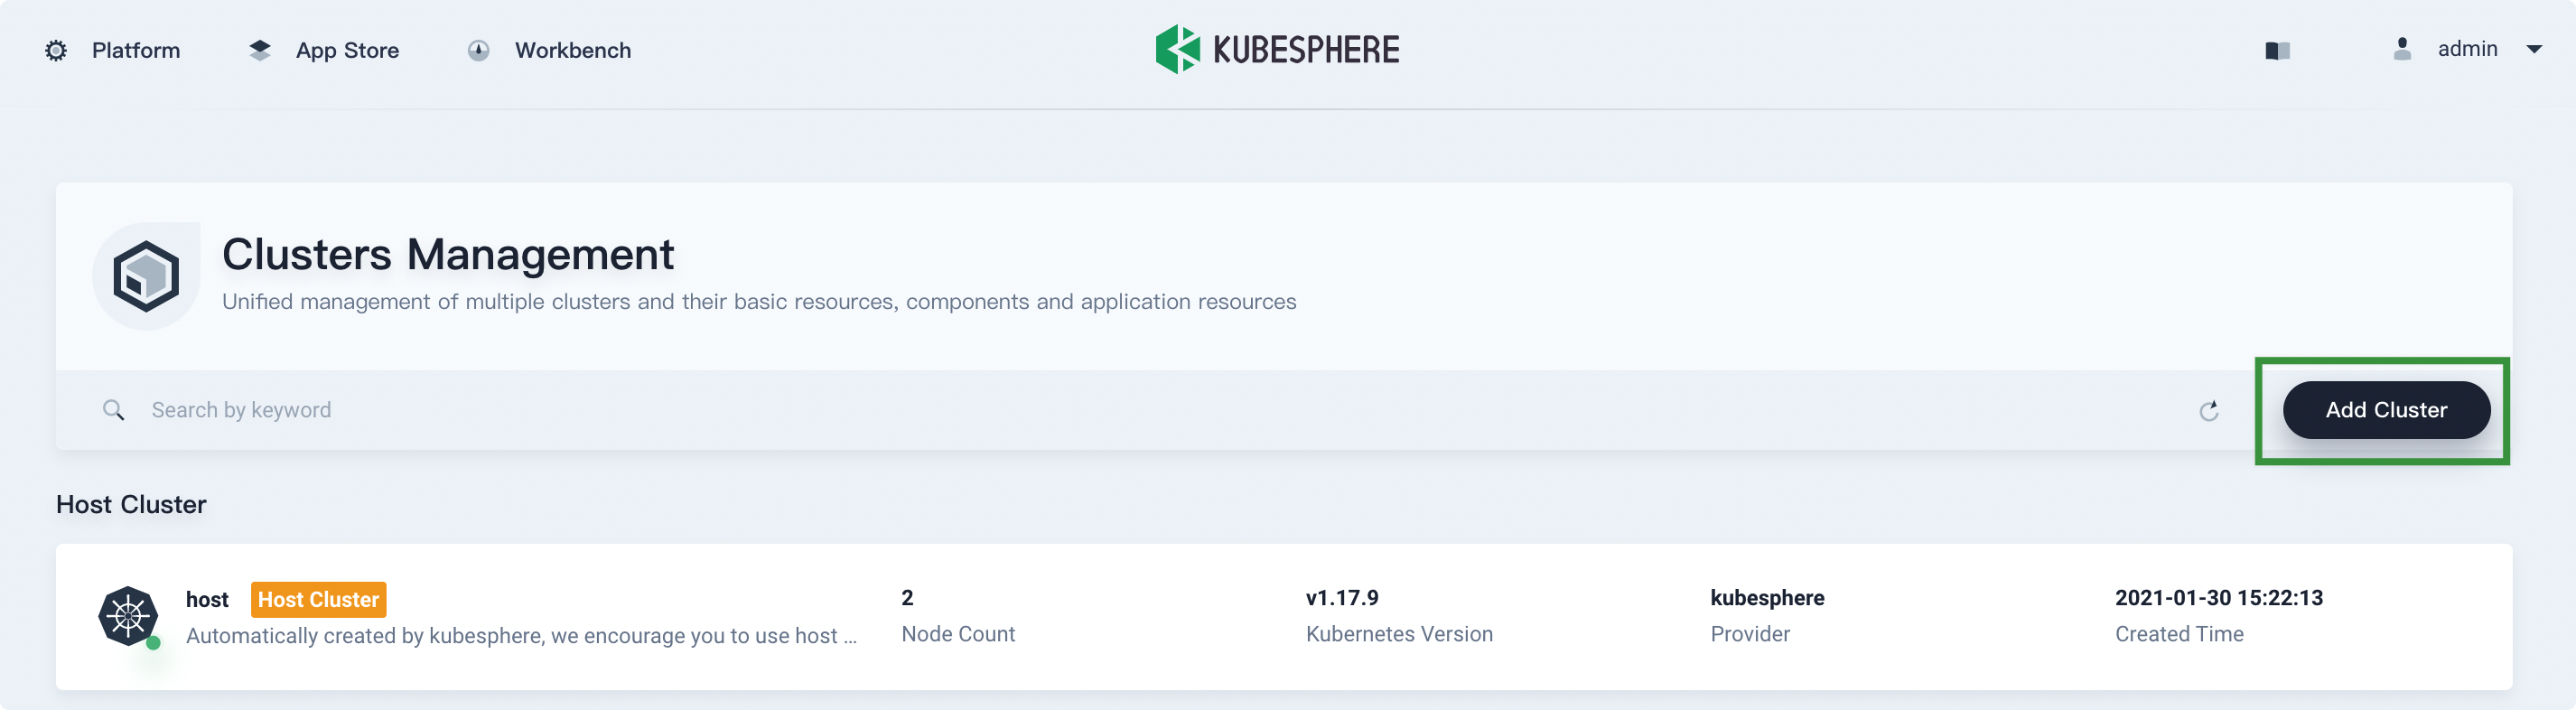 Platform App Store Workbench KUBESPHERE admin
Clusters Management
Unified management of multiple clusters and their basic resources, components and application resources
Search by keyword Add Cluster
Host Cluster
host Host Cluster 2 v1.17.9 kubesphere 2021-01-30 15:22:13
Automatically created by kubesphere, we encourage you to use host ... Node Count Kubernetes Version Provider Created Time